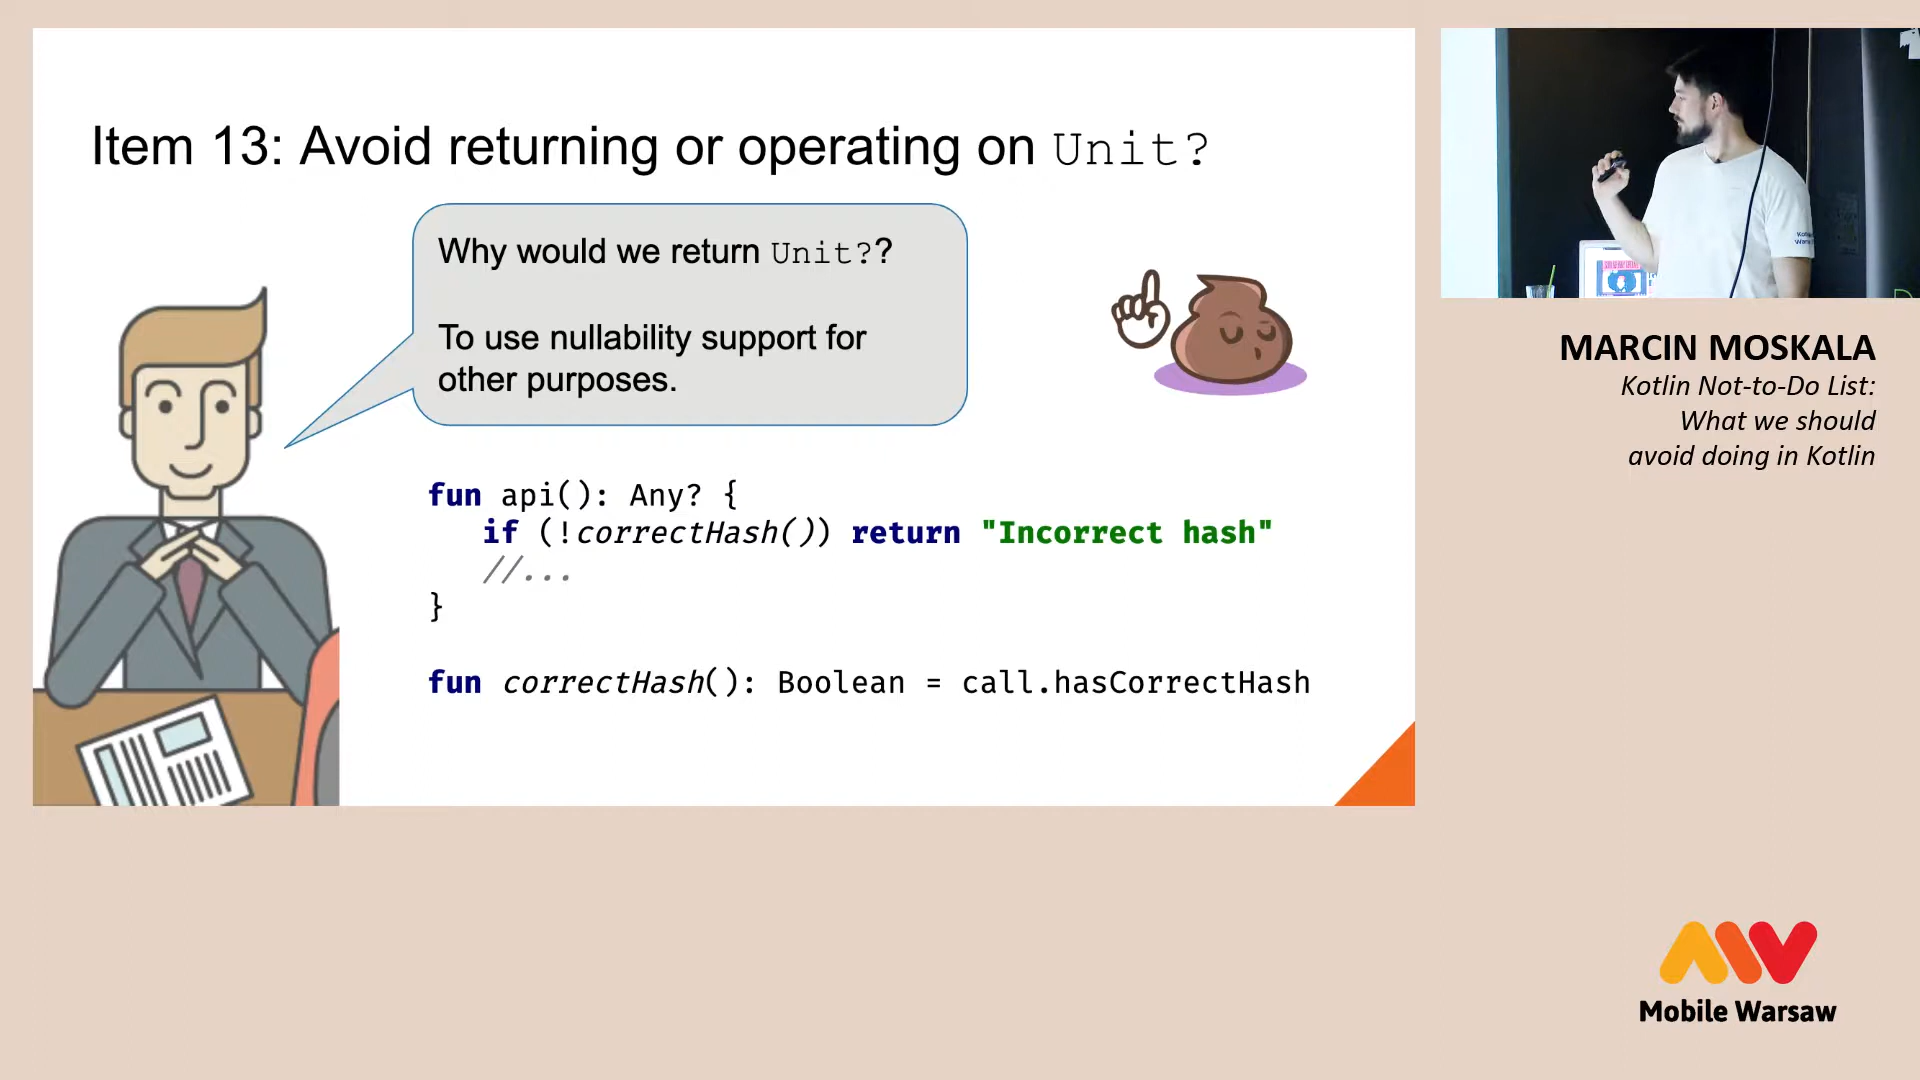 Item 13: Avoid returning or operating on Unit?
Why would we return Unit??
To use nullability support for
other purposes.
fun api(): Any? {
if (!correctHash()) return "Incorrect hash"
//...
}
fun correctHash(): Boolean = call.hasCorrectHash
MARCIN MOSKALA
Kotlin Not-to-Do List:
What we should
avoid doing in Kotlin
Mobile Warsaw